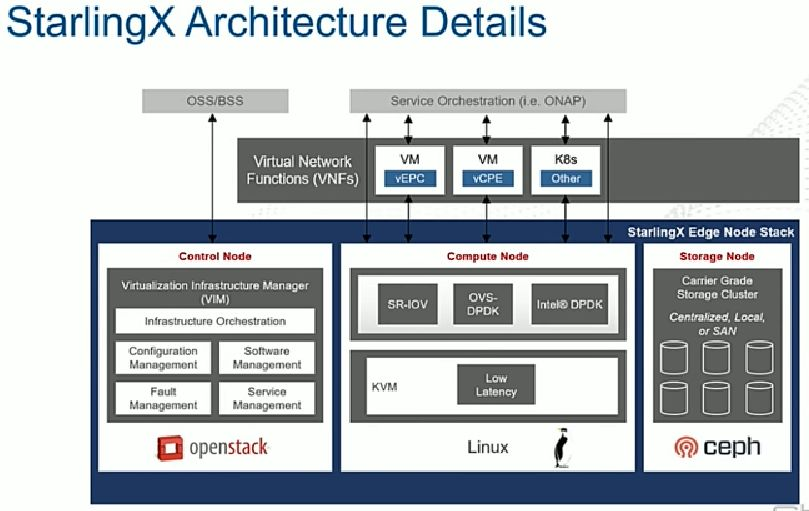 StarlingX Architecture Details
OSS/BSS
Service Orchestration (i.e. ONAP)
Virtual Network
Functions (VNFs)
VM
vEPC
VM
vCPE
K8s
Other
StarlingX Edge Node Stack
Control Node
Virtualization Infrastructure Manager
(VIM)
Infrastructure Orchestration
Configuration
Management
Software
Management
Fault
Management
Service
Management
openstack
Compute Node
SR-IOV
OVS-
DPDK
Intel® DPDK
KVM
Low
Latency
Linux
Storage Node
Carrier Grade
Storage Cluster
Centralized, Local,
or SAN
ceph